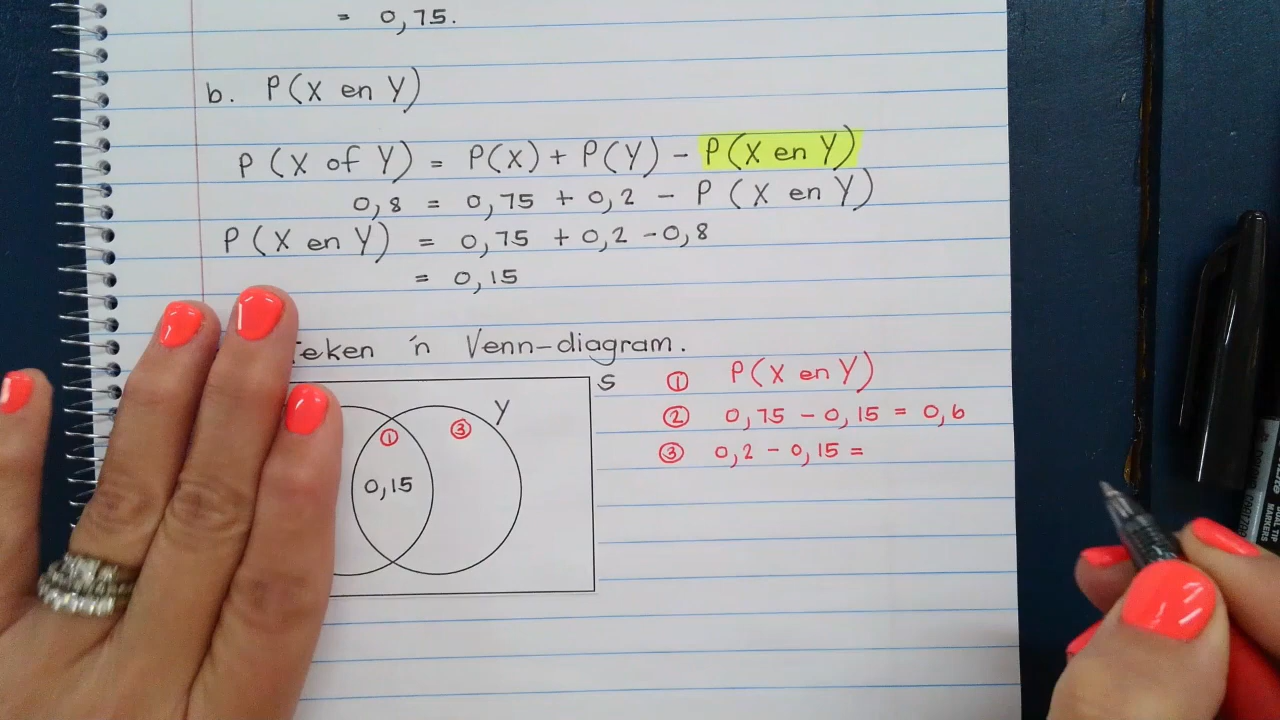 = 0,75.
b. P(X en Y)
P (X of Y) = P(X) + P(Y) - P(X en Y)
0,8 = 0,75 + 0,2 - P (X en Y)
P (X en Y) = 0,75 + 0,2 - 0,8
= 0,15
eken 'n Venn-diagram.
S
Y
① ③
0,15
① P(X en Y)
② 0,75 - 0,15 = 0,6
③ 0,2 - 0,15 =